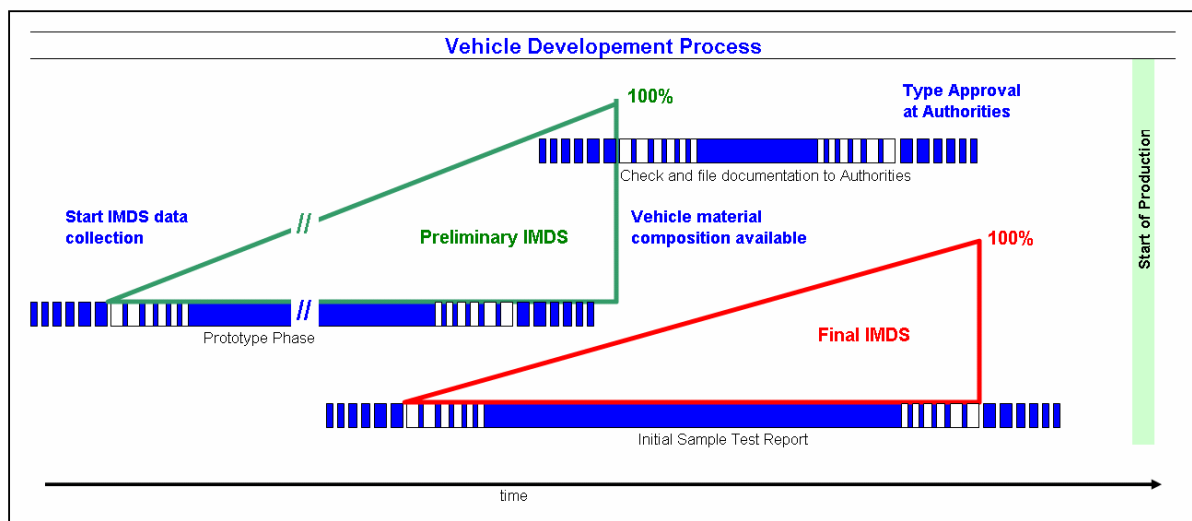 Vehicle Developement Process
100%
Type Approval
at Authorities
Check and file documentation to Authorities
Start IMDS data
collection
//
Preliminary IMDS
Vehicle material
composition available
100%
//
Prototype Phase
Final IMDS
Initial Sample Test Report
Start of Production
time